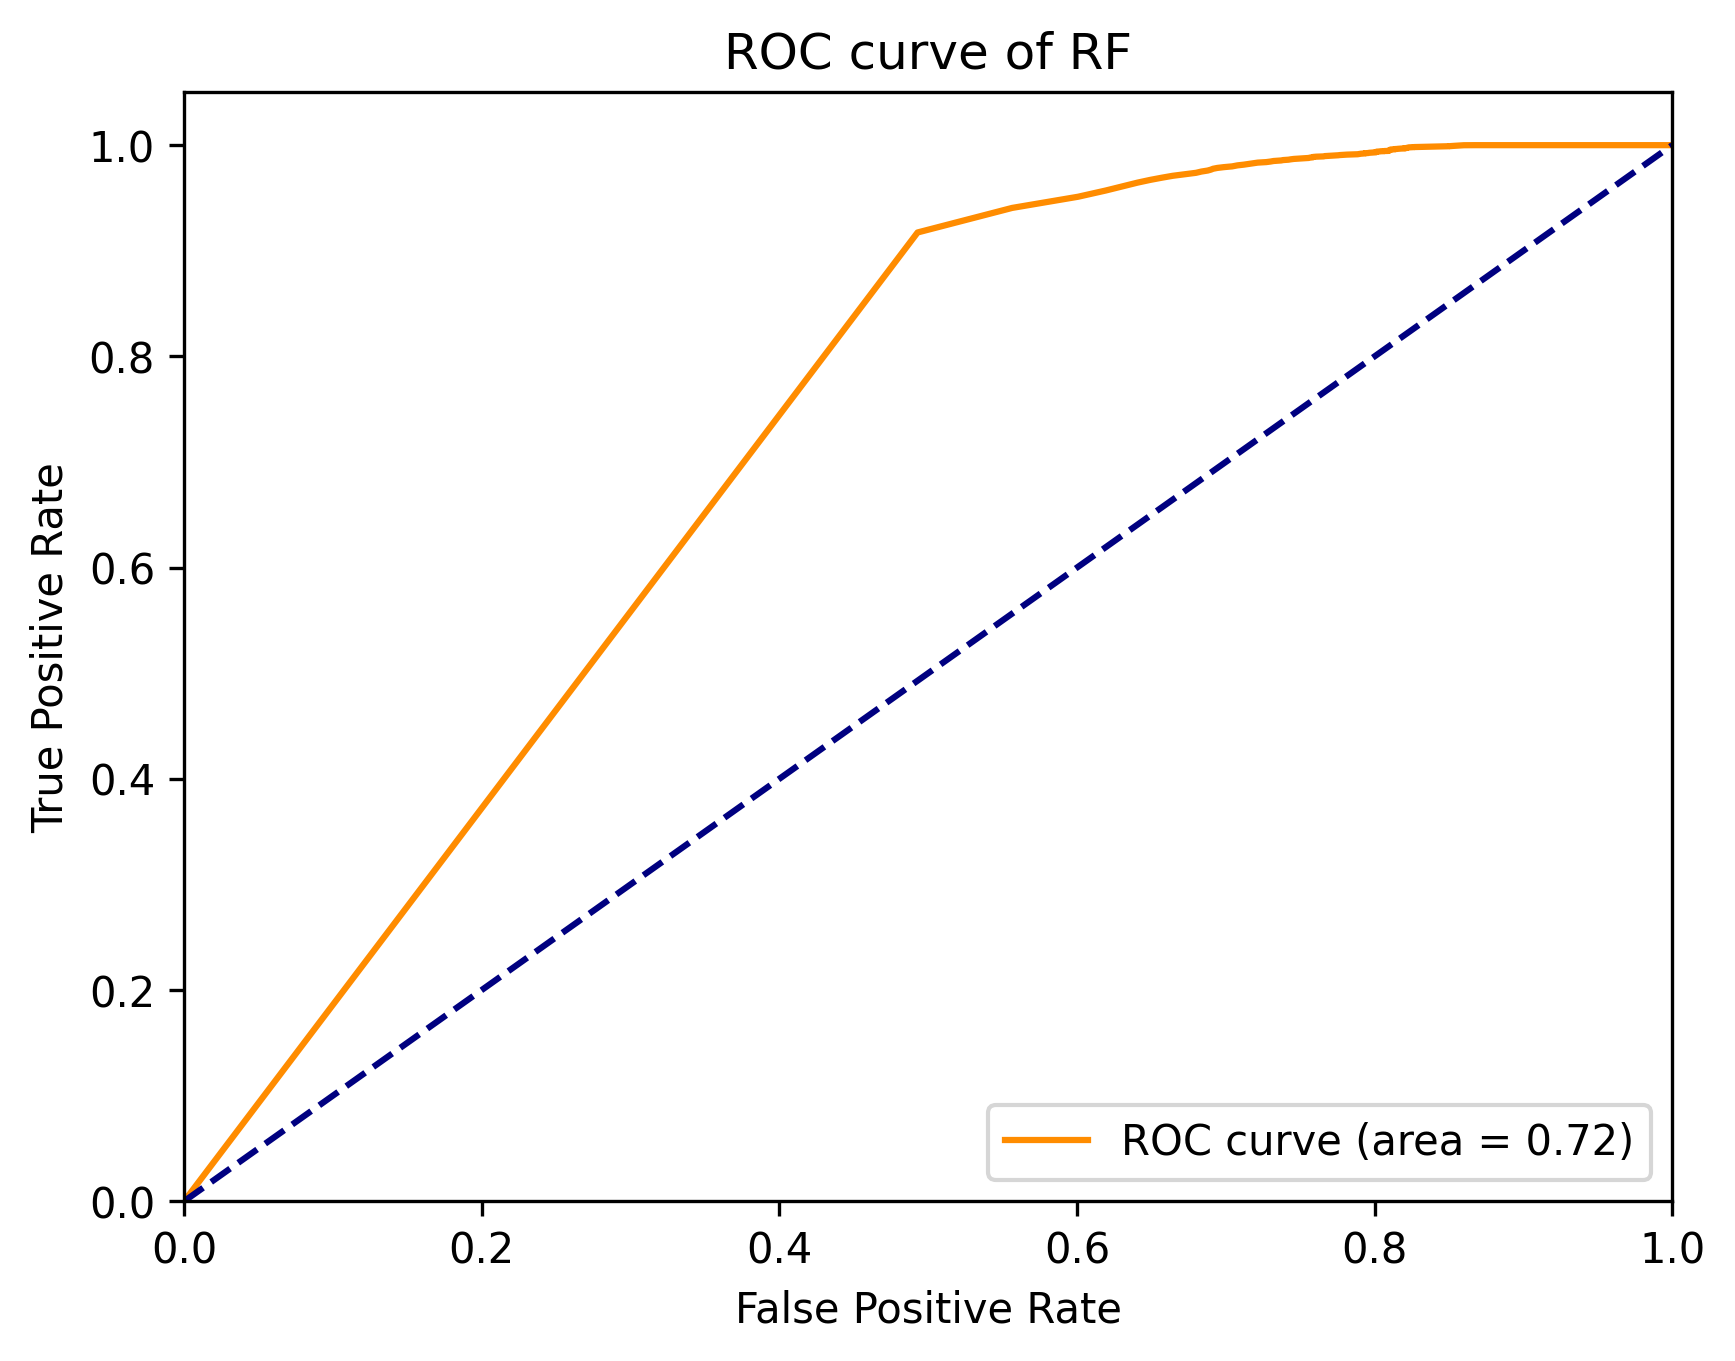 ROC curve of RF
1.0
0.8
0.6
0.4
0.2
0.0
True Positive Rate
ROC curve (area = 0.72)
0.0 0.2 0.4 0.6 0.8 1.0
False Positive Rate